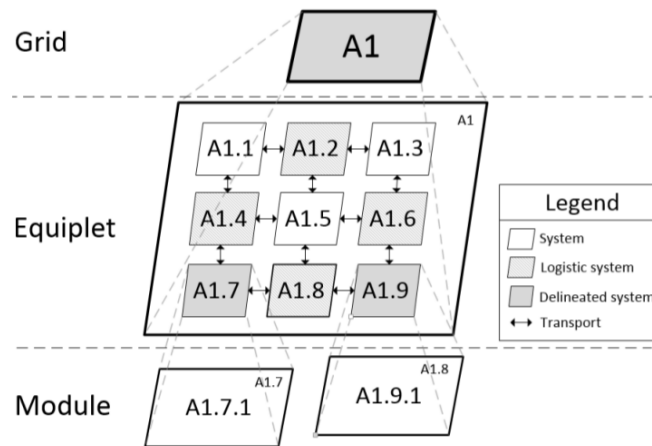 Grid
A1
A1
A1.1 A1.2 A1.3
Equiplet
A1.4 A1.5 A1.6
A1.7 A1.8 A1.9
Legend
System
Logistic system
Delineated system
Transport
Module
A1.7
A1.7.1
A1.8
A1.9.1